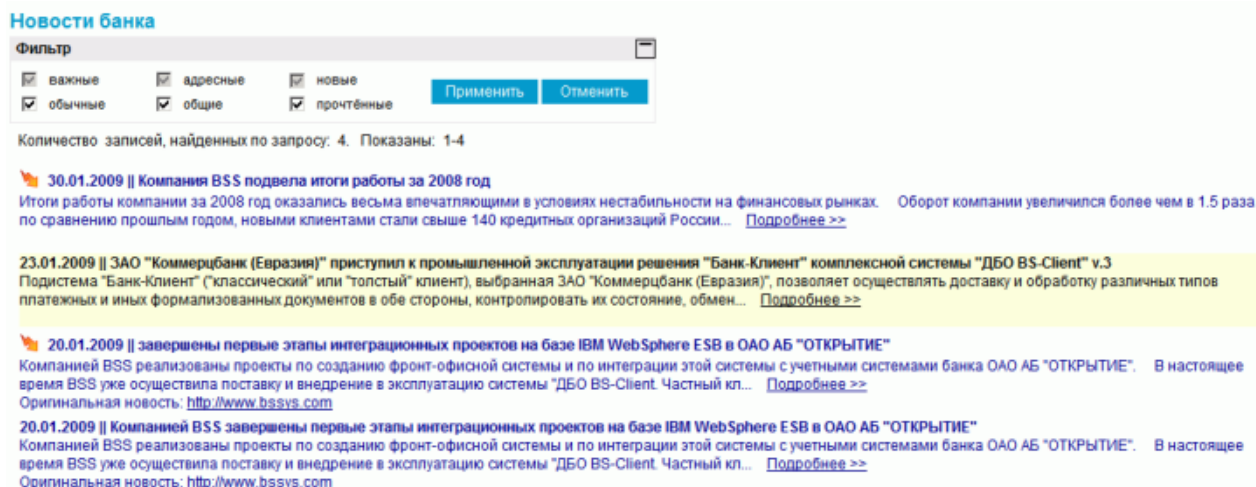 Новости банка
Фильтр
важные адресные новые Применить Отменить
обычные общие прочтённые
Количество записей, найденных по запросу: 4. Показаны: 1-4
30.01.2009 || Компания BSS подвела итоги работы за 2008 год
Итоги работы компании за 2008 год оказались весьма впечатляющими в условиях нестабильности на финансовых рынках. Оборот компании увеличился более чем в 1.5 раза
по сравнению прошлым годом, новыми клиентами стали свыше 140 кредитных организаций России... Подробнее >>
23.01.2009 || ЗАО "Коммерцбанк (Евразия)" приступил к промышленной эксплуатации решения "Банк-Клиент" комплексной системы "ДБО BS-Client" v.3
Подистема "Банк-Клиент" ("классический" или "толстый" клиент), выбранная ЗАО "Коммерцбанк (Евразия)", позволяет осуществлять доставку и обработку различных типов
платежных и иных формализованных документов в обе стороны, контролировать их состояние, обмен... Подробнее >>
20.01.2009 || завершены первые этапы интеграционных проектов на базе IBM WebSphere ESB в ОАО АБ "ОТКРЫТИЕ"
Компанией BSS реализованы проекты по созданию фронт-офисной системы и по интеграции этой системы с учетными системами банка ОАО АБ "ОТКРЫТИЕ". В настоящее
время BSS уже осуществила поставку и внедрение в эксплуатацию системы "ДБО BS-Client. Частный кл... Подробнее >>
Оригинальная новость: http://www.bssys.com
20.01.2009 || Компанией BSS завершены первые этапы интеграционных проектов на базе IBM WebSphere ESB в ОАО АБ "ОТКРЫТИЕ"
Компанией BSS реализованы проекты по созданию фронт-офисной системы и по интеграции этой системы с учетными системами банка ОАО АБ "ОТКРЫТИЕ". В настоящее
время BSS уже осуществила поставку и внедрение в эксплуатацию системы "ДБО BS-Client. Частный кл... Подробнее >>
Оригинальная новость: http://www.bssys.com